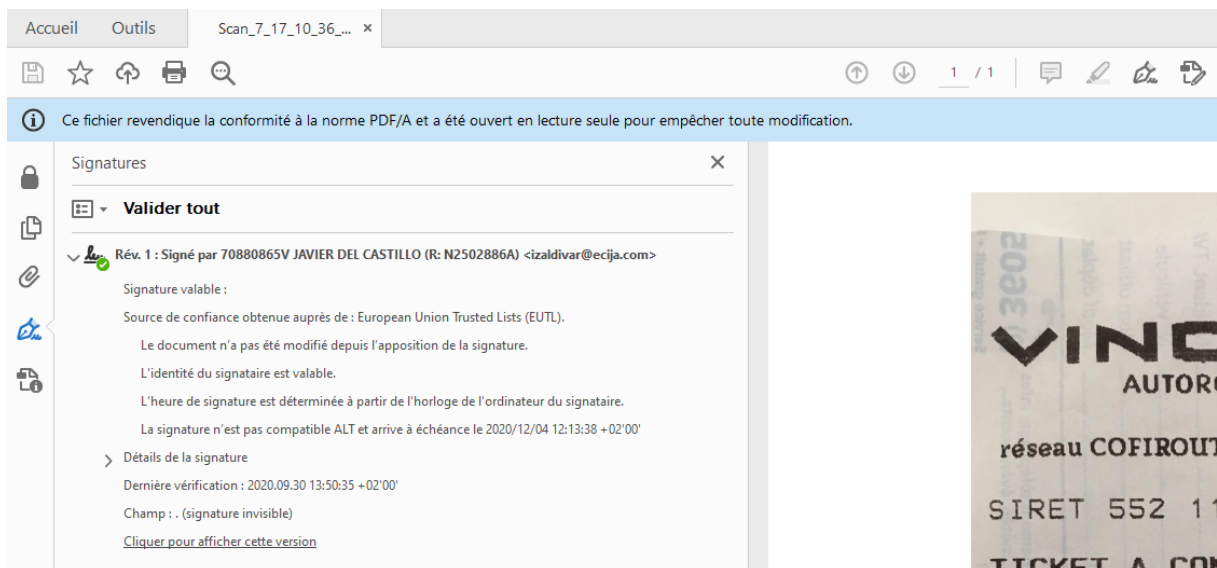 Accueil Outils Scan_7_17_10_36_... ×
1 / 1
Ce fichier revendique la conformité à la norme PDF/A et a été ouvert en lecture seule pour empêcher toute modification.
Signatures
Valider tout
Rév. 1 : Signé par 70880865V JAVIER DEL CASTILLO (R: N2502886A) <izaldivar@ecija.com>
Signature valable :
Source de confiance obtenue auprès de : European Union Trusted Lists (EUTL).
Le document n'a pas été modifié depuis l'apposition de la signature.
L'identité du signataire est valable.
L'heure de signature est déterminée à partir de l'horloge de l'ordinateur du signataire.
La signature n'est pas compatible ALT et arrive à échéance le 2020/12/04 12:13:38 +02'00'
Détails de la signature
Dernière vérification : 2020.09.30 13:50:35 +02'00'
Champ : . (signature invisible)
Cliquer pour afficher cette version
3605
VINC
AUTOR
réseau COFIROUT
SIRET 552 11
TICKET A CON